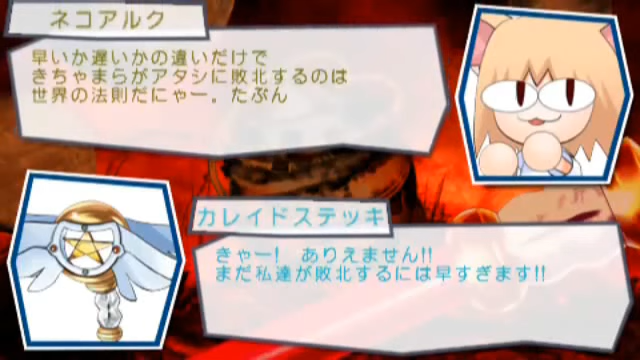 ネコアルク
早いか遅いかの違いだけで
きちゃまらがアタシに敗北するのは
世界の法則だにゃー。たぶん
カレイドステッキ
きゃー!　ありえません!!
まだ私達が敗北するには早すぎます!!